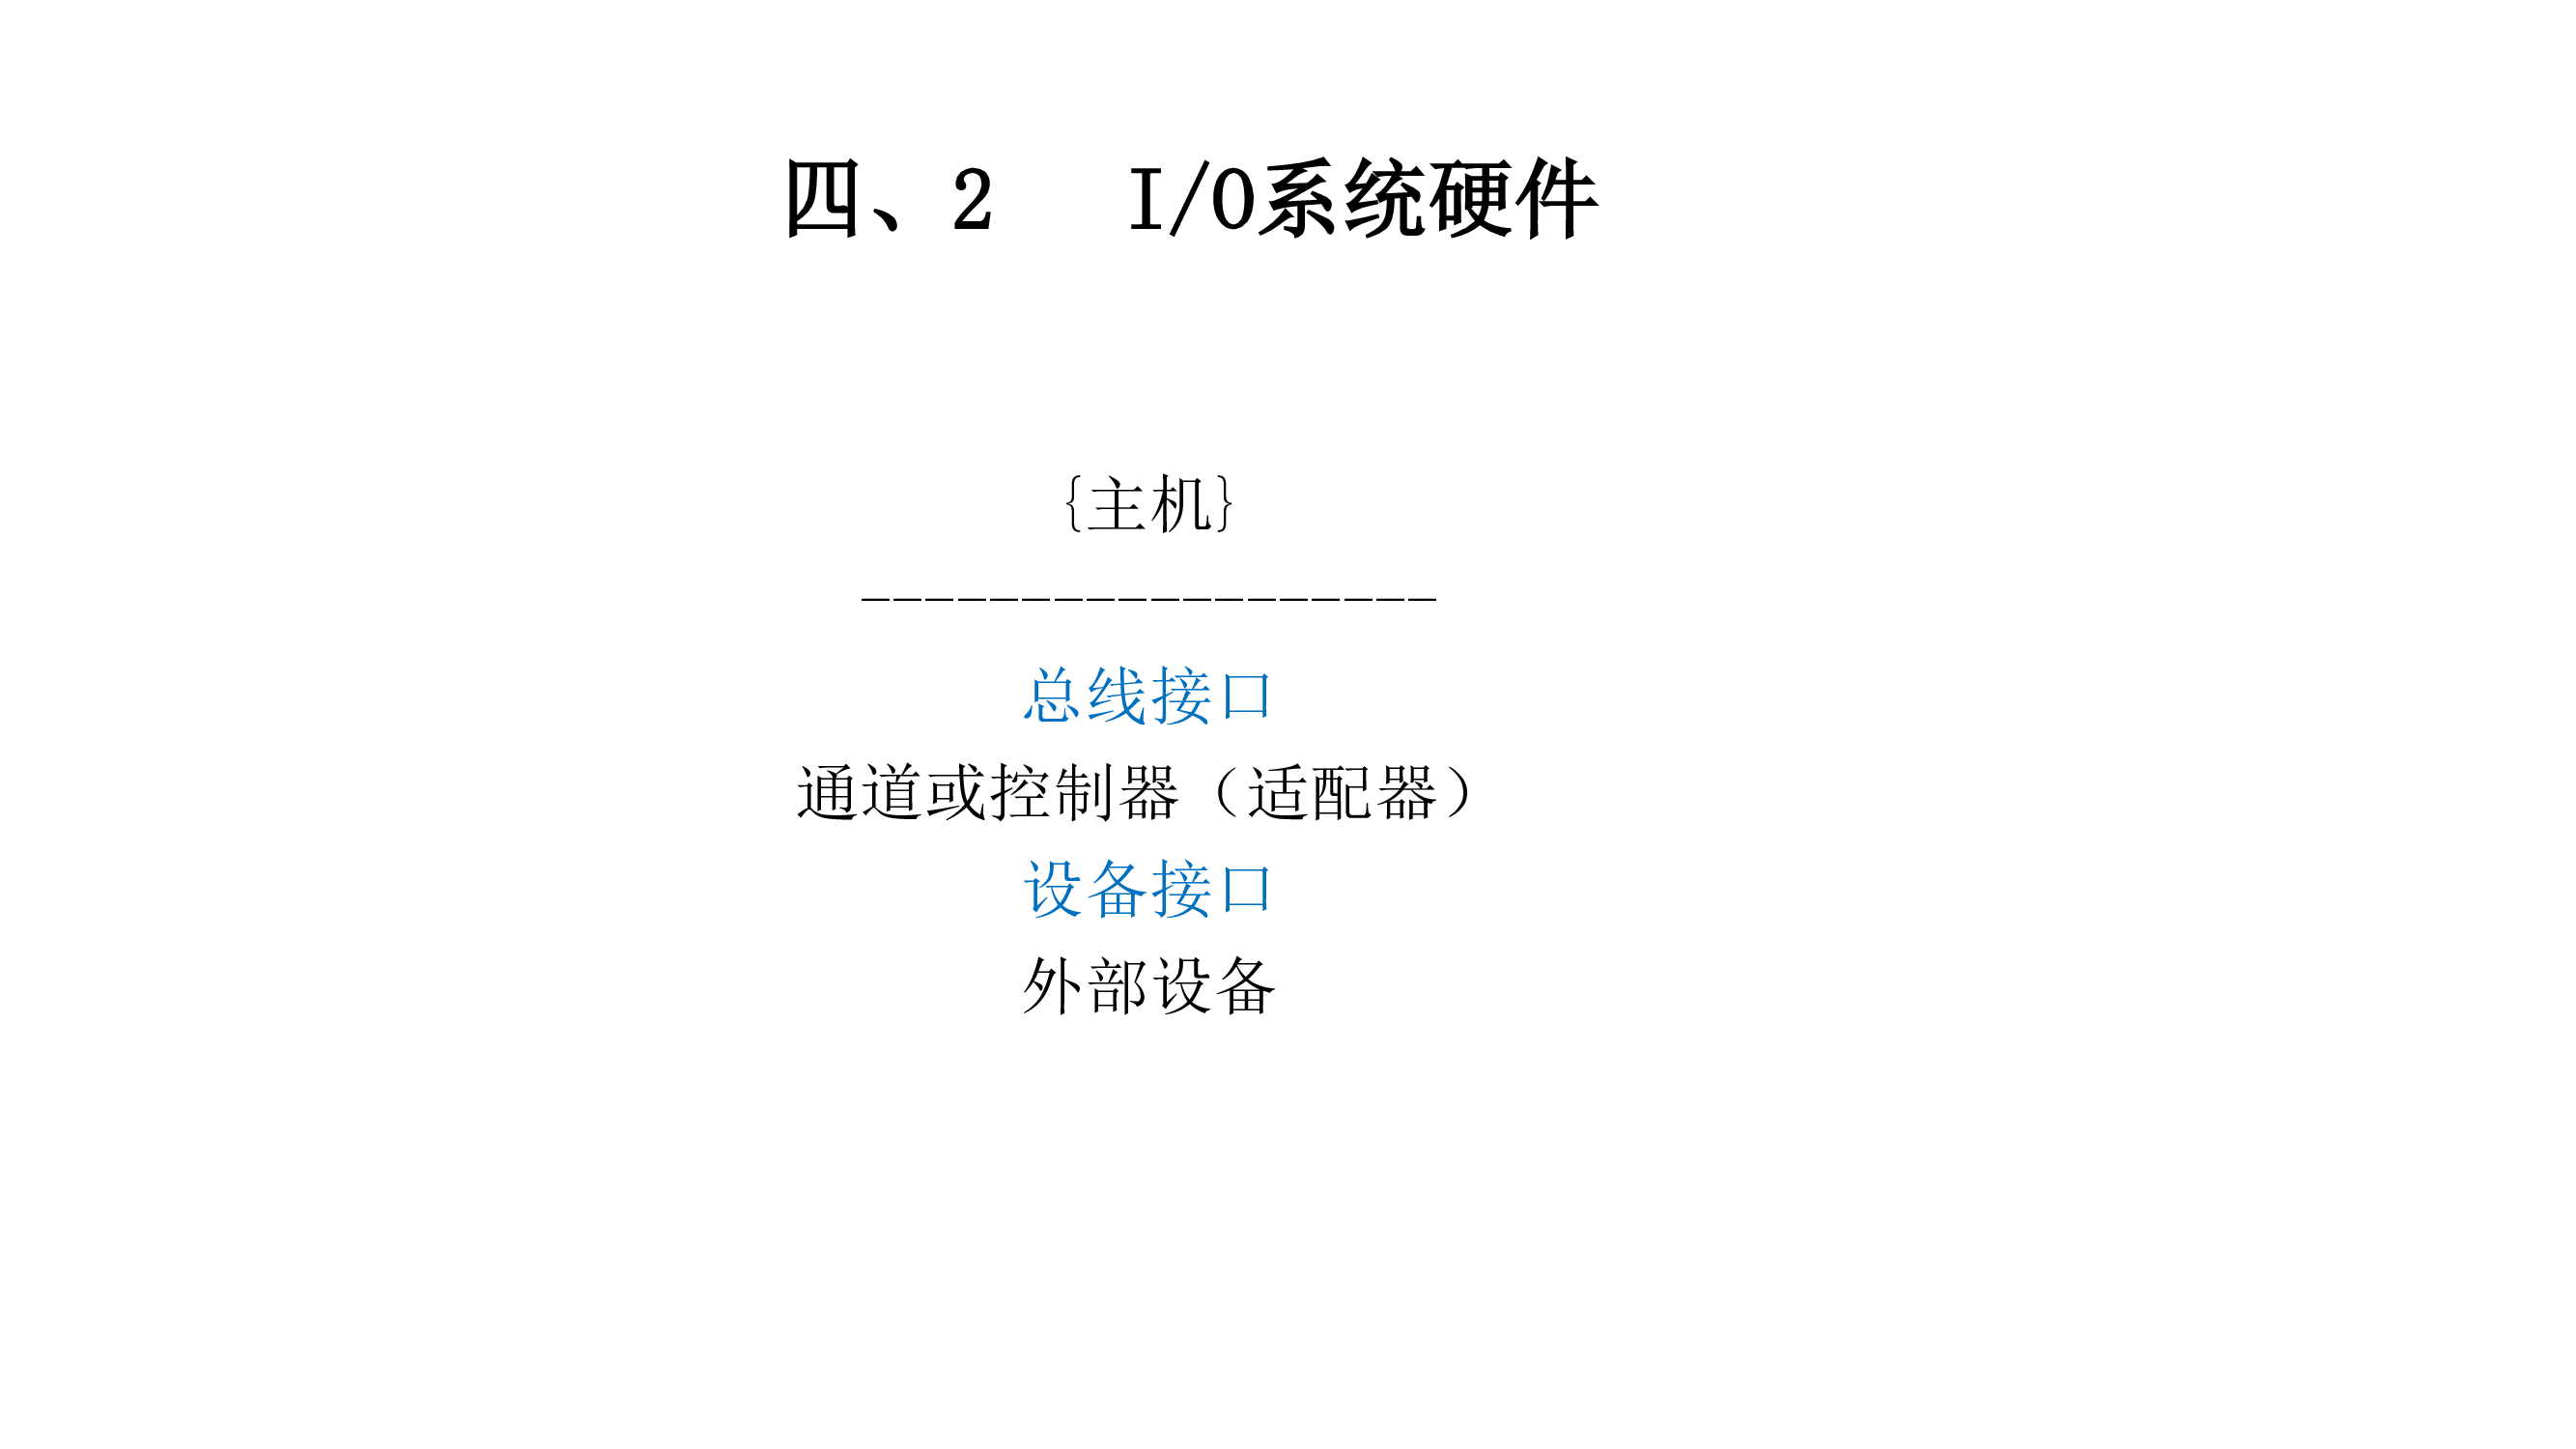 四、2  I/O系统硬件
{主机}
------------------
总线接口
通道或控制器（适配器）
设备接口
外部设备